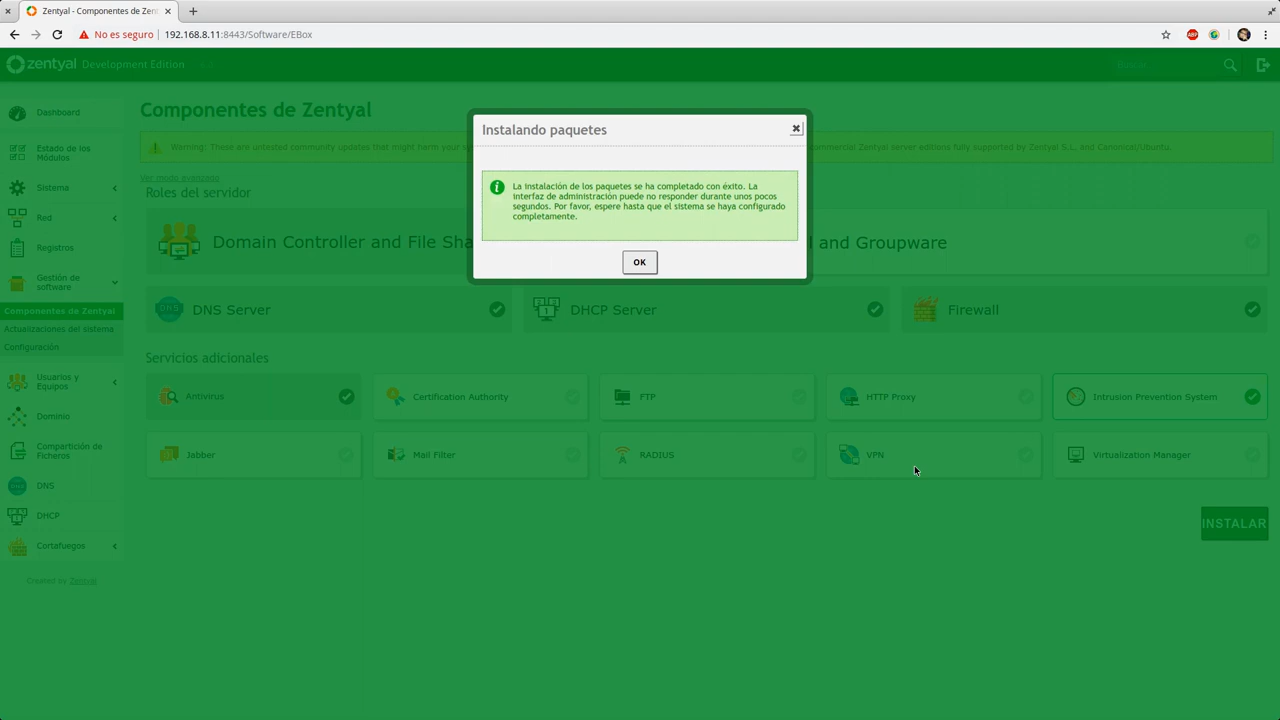 Zentyal - Componentes de Zen
No es seguro
192.168.8.11:8443/Software/EBox
ABP
zentyal Development Edition
Buscar
Componentes de Zentyal
Instalando paquetes
La instalación de los paquetes se ha completado con éxito. La
interfaz de administración puede no responder durante unos pocos
segundos. Por favor, espere hasta que el sistema se haya configurado
completamente.
OK
Warning: These are untested community updates that might harm your
commercial Zentyal server editions fully supported by Zentyal S.L. and Canonical/Ubuntu.
Ver modo avanzado
Roles del servidor
Domain Controller and File Sha
l and Groupware
DNS
DNS Server
DHCP Server
Firewall
Servicios adicionales
Antivirus
Certification Authority
FTP
HTTP Proxy
Intrusion Prevention System
Jabber
Mail Filter
RADIUS
VPN
Virtualization Manager
INSTALAR
Dashboard
Estado de los
Módulos
Sistema
Red
Registros
Gestión de
software
Componentes de Zentyal
Actualizaciones del sistema
Configuración
Usuarios y
Equipos
Dominio
Compartición de
Ficheros
DNS
DHCP
Cortafuegos
Created by Zentyal